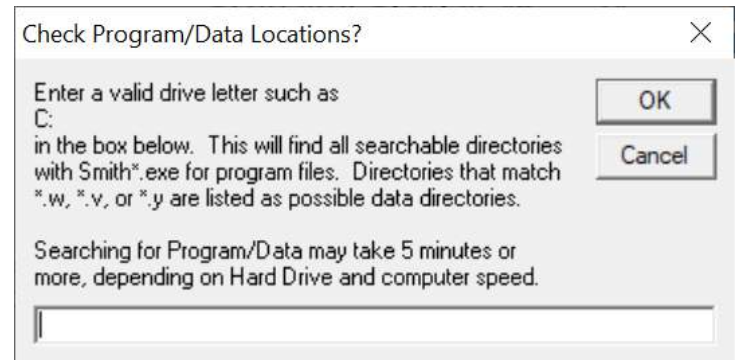 Check Program/Data Locations?
Enter a valid drive letter such as
C:
in the box below. This will find all searchable directories
with Smith*.exe for program files. Directories that match
*.w, *.v, or *.y are listed as possible data directories.
Searching for Program/Data may take 5 minutes or
more, depending on Hard Drive and computer speed.
OK
Cancel